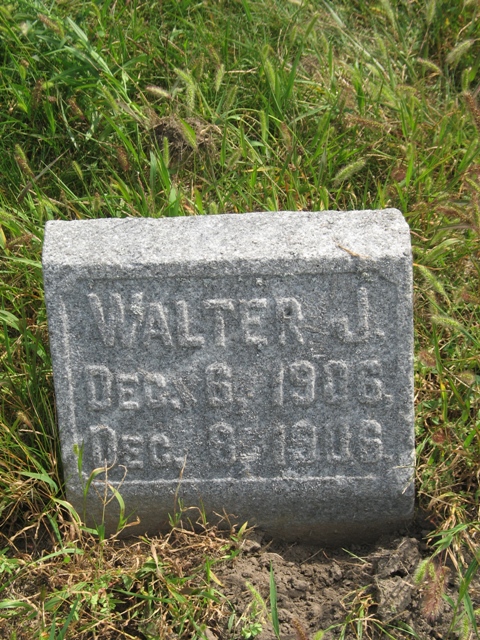 WALTER J.
DEC. 6. 1906.
DEC. 8. 1906.